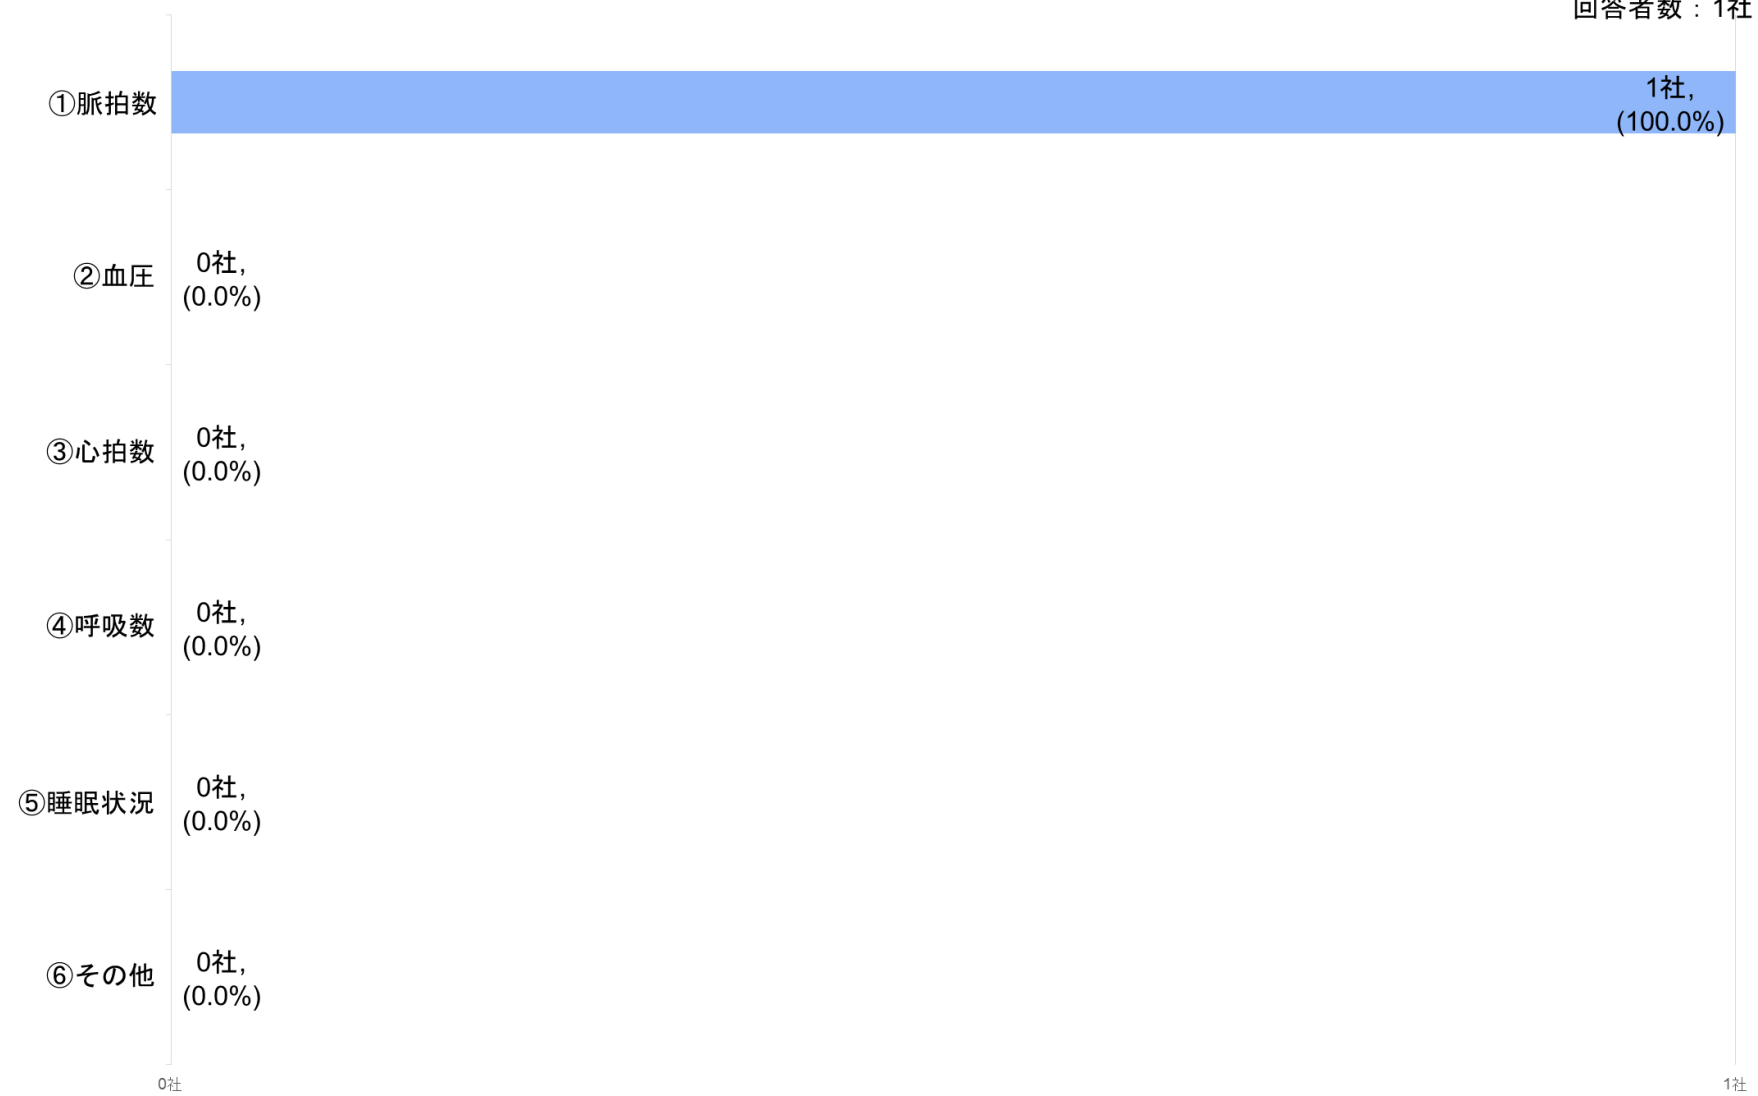 回答者数：1社
①脈拍数
1社,
(100.0%)
②血圧
0社,
(0.0%)
③心拍数
0社,
(0.0%)
④呼吸数
0社,
(0.0%)
⑤睡眠状況
0社,
(0.0%)
⑥その他
0社,
(0.0%)
0社
1社